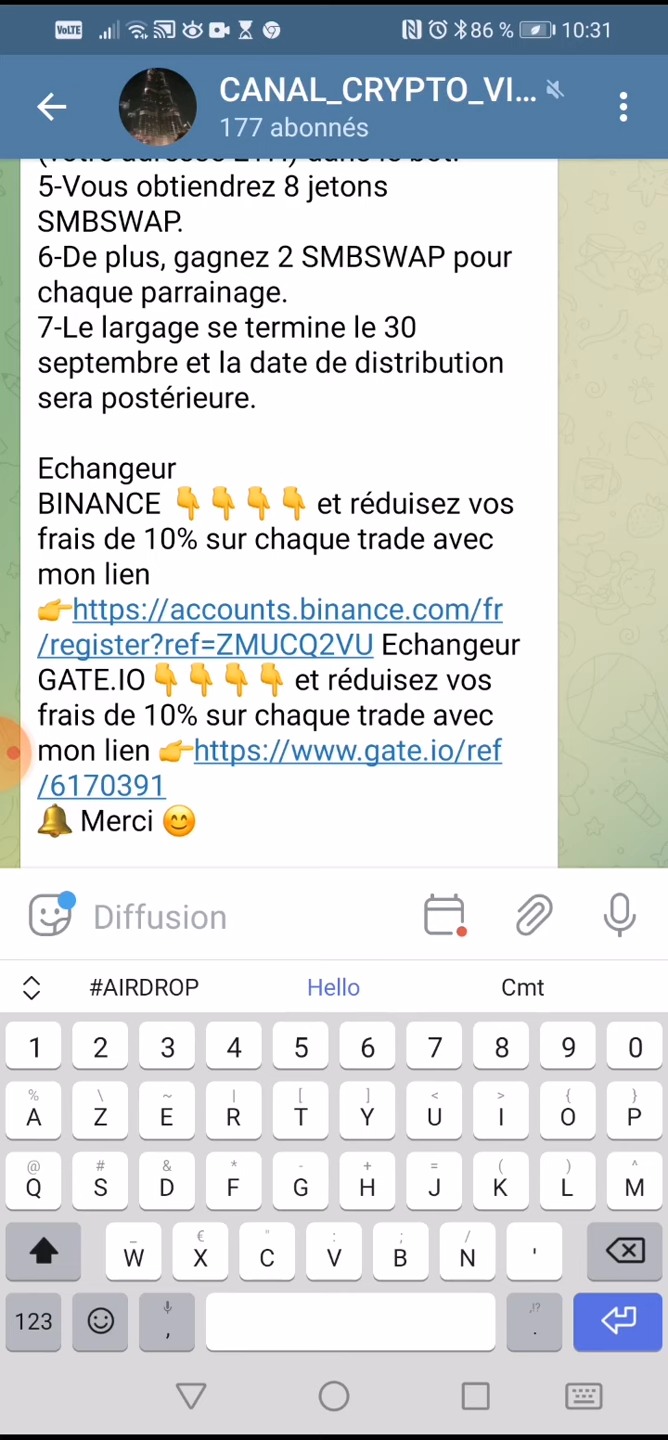 VoLTE 86 % 10:31
CANAL_CRYPTO_VI...
177 abonnés
5-Vous obtiendrez 8 jetons
SMBSWAP.
6-De plus, gagnez 2 SMBSWAP pour
chaque parrainage.
7-Le largage se termine le 30
septembre et la date de distribution
sera postérieure.
Echangeur
BINANCE 👇👇👇👇 et réduisez vos
frais de 10% sur chaque trade avec
mon lien
👉https://accounts.binance.com/fr
/register?ref=ZMUCQ2VU Echangeur
GATE.IO 👇👇👇👇 et réduisez vos
frais de 10% sur chaque trade avec
mon lien 👉https://www.gate.io/ref
/6170391
🔔 Merci 😊
Diffusion
#AIRDROP Hello Cmt
1 2 3 4 5 6 7 8 9 0
% \ ~ | [ ] < > { }
A Z E R T Y U I O P
@ # & * - + = ( ) ^
Q S D F G H J K L M
_ € " : ; /
W X C V B N '
123 , .